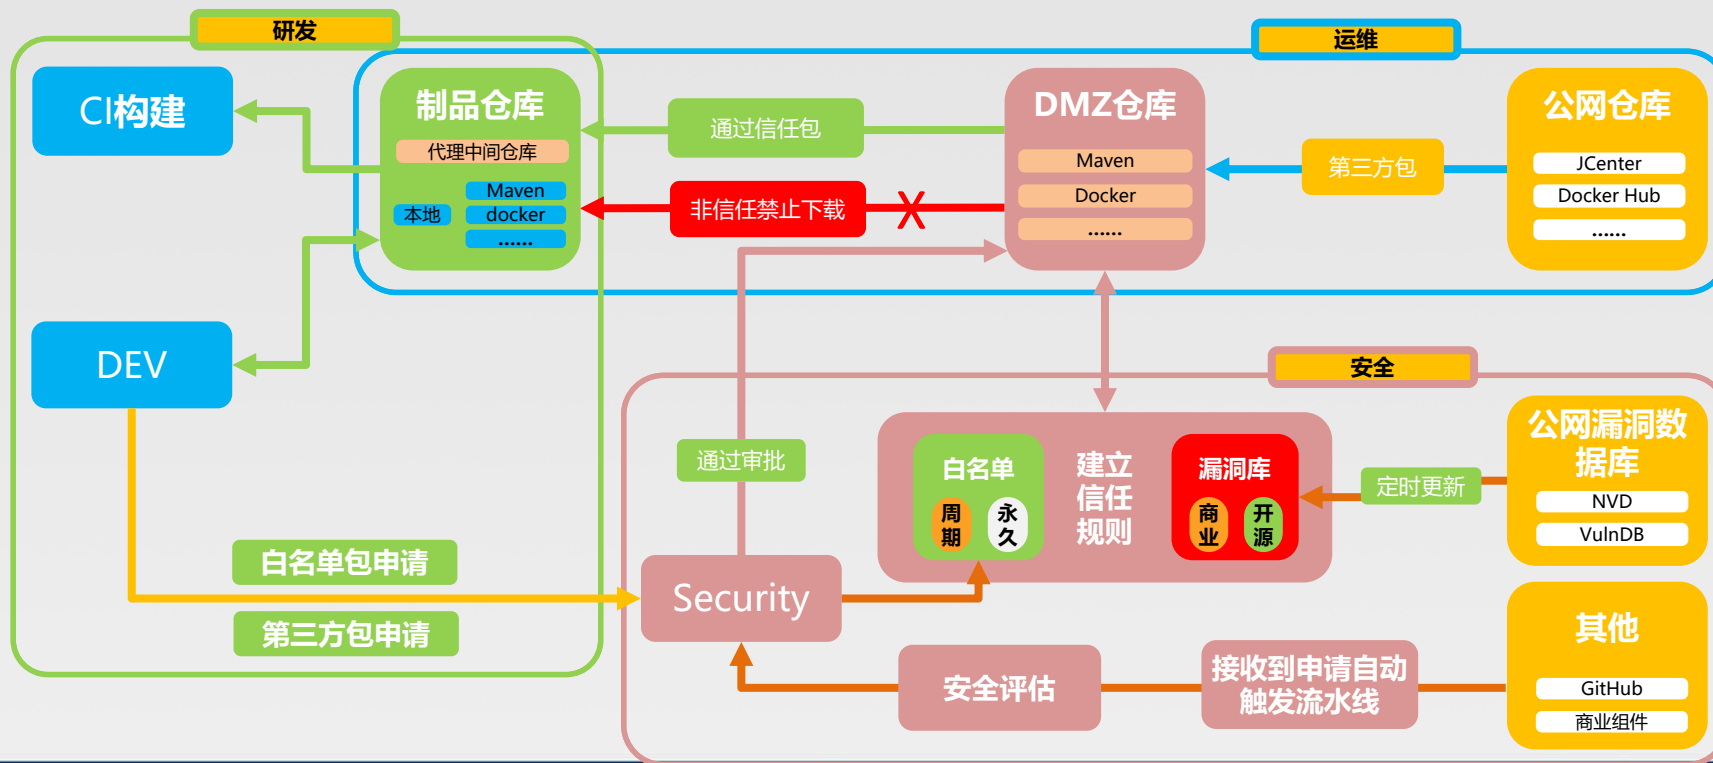 研发
运维
CI构建
制品仓库
代理中间仓库
本地
Maven
docker
......
通过信任包
非信任禁止下载
X
DMZ仓库
Maven
Docker
......
第三方包
公网仓库
JCenter
Docker Hub
......
DEV
安全
通过审批
白名单
周期
永久
建立
信任
规则
漏洞库
商业
开源
定时更新
公网漏洞数
据库
NVD
VulnDB
白名单包申请
第三方包申请
Security
安全评估
接收到申请自动
触发流水线
其他
GitHub
商业组件